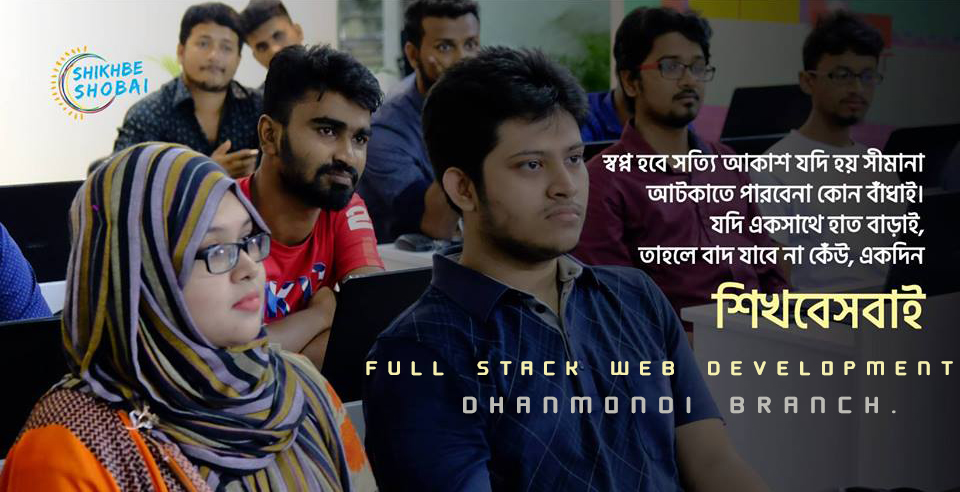 SHIKHBE
SHOBAI
স্বপ্ন হবে সত্যি আকাশ যদি হয় সীমানা
আটকাতে পারবেনা কোন বাঁধাই।
যদি একসাথে হাত বাড়াই,
তাহলে বাদ যাবে না কেঁউ, একদিন
শিখবেসবাই
FULL STACK WEB DEVELOPMENT
DHANMONDI BRANCH.